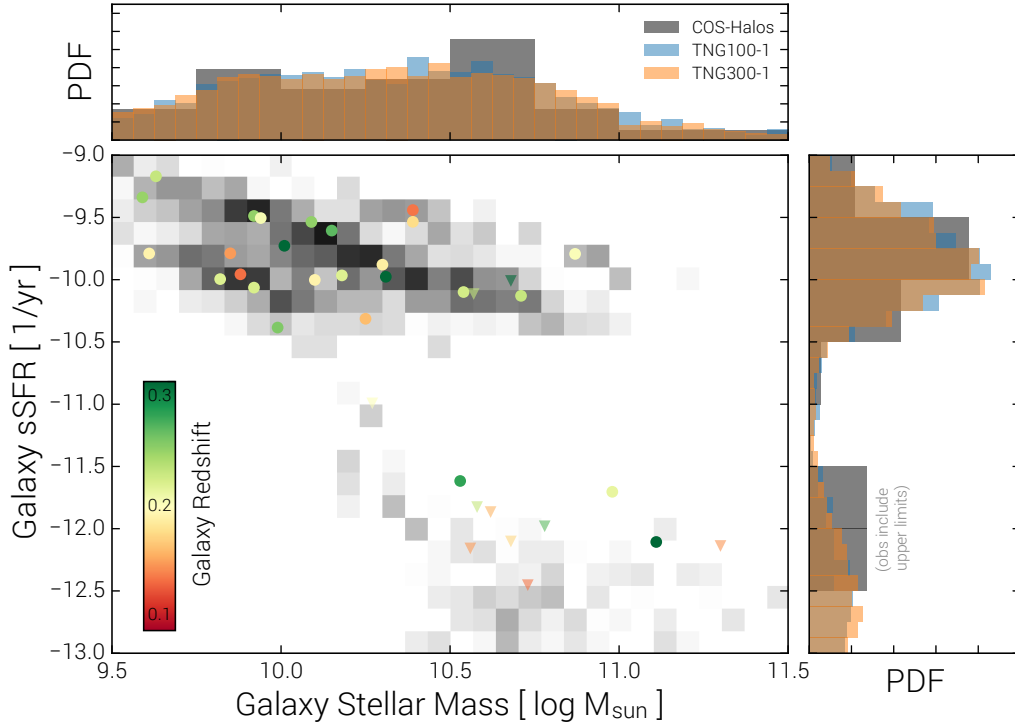 PDF
COS-Halos
TNG100-1
TNG300-1
−9.0
−9.5
−10.0
−10.5
−11.0
−11.5
−12.0
−12.5
−13.0
Galaxy sSFR [ 1/yr ]
0.3
0.2
0.1
Galaxy Redshift
(obs include
upper limits)
9.5
10.0
10.5
11.0
11.5
Galaxy Stellar Mass [ log Msun ]
PDF